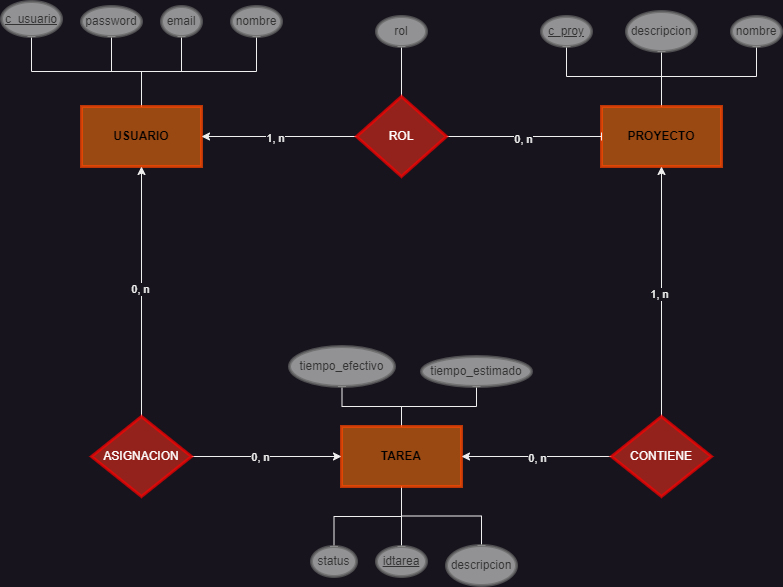 c_usuario
password
email
nombre
rol
c_proy
descripcion
nombre
USUARIO
1, n
ROL
0, n
PROYECTO
0, n
1, n
tiempo_efectivo
tiempo_estimado
ASIGNACION
0, n
TAREA
0, n
CONTIENE
status
idtarea
descripcion